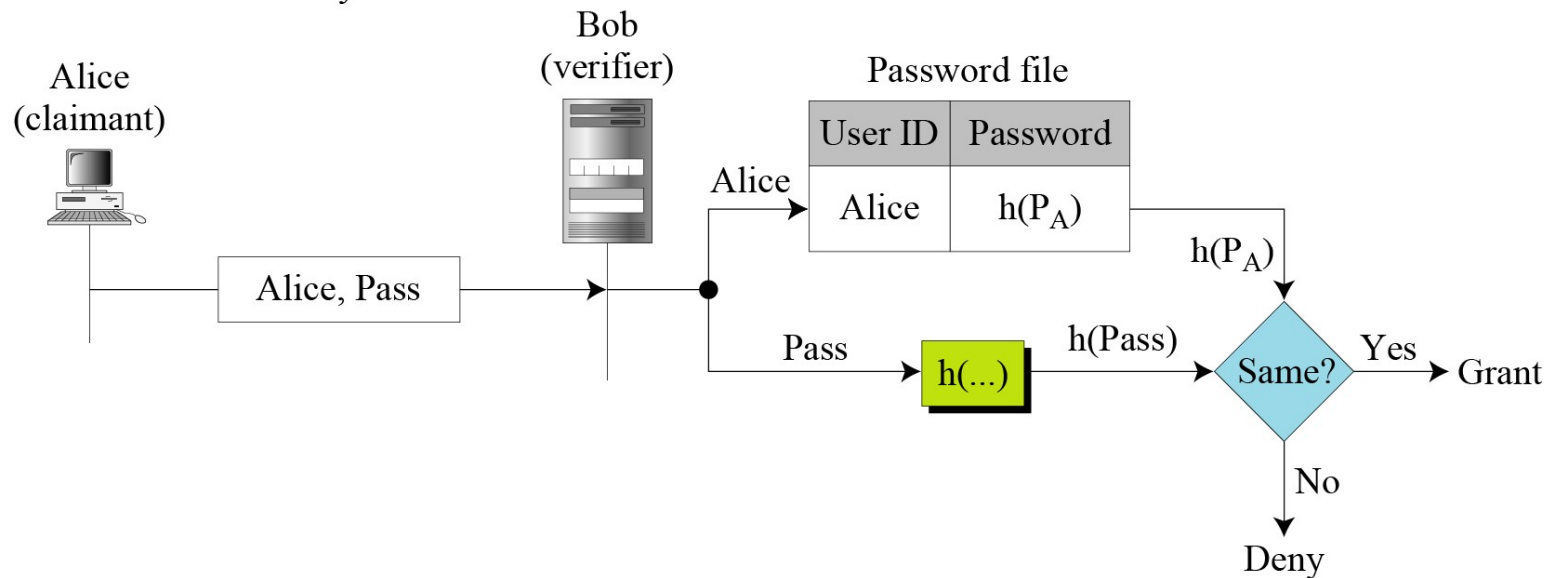 Bob
(verifier)
Alice
(claimant)
Password file
User ID Password
Alice h(P_A)
Alice
Alice, Pass
h(P_A)
Pass
h(...)
h(Pass)
Same?
Yes
Grant
No
Deny